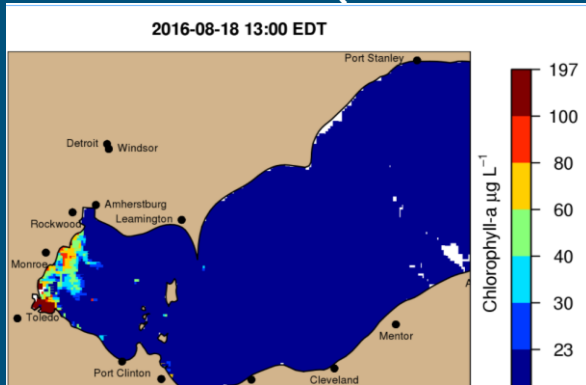 2016-08-18 13:00 EDT
Port Stanley
Detroit
Windsor
Amherstburg
Rockwood
Leamington
Monroe
Toledo
Port Clinton
Cleveland
Mentor
A
Chlorophyll-a µg L⁻¹
197
100
80
60
40
30
23